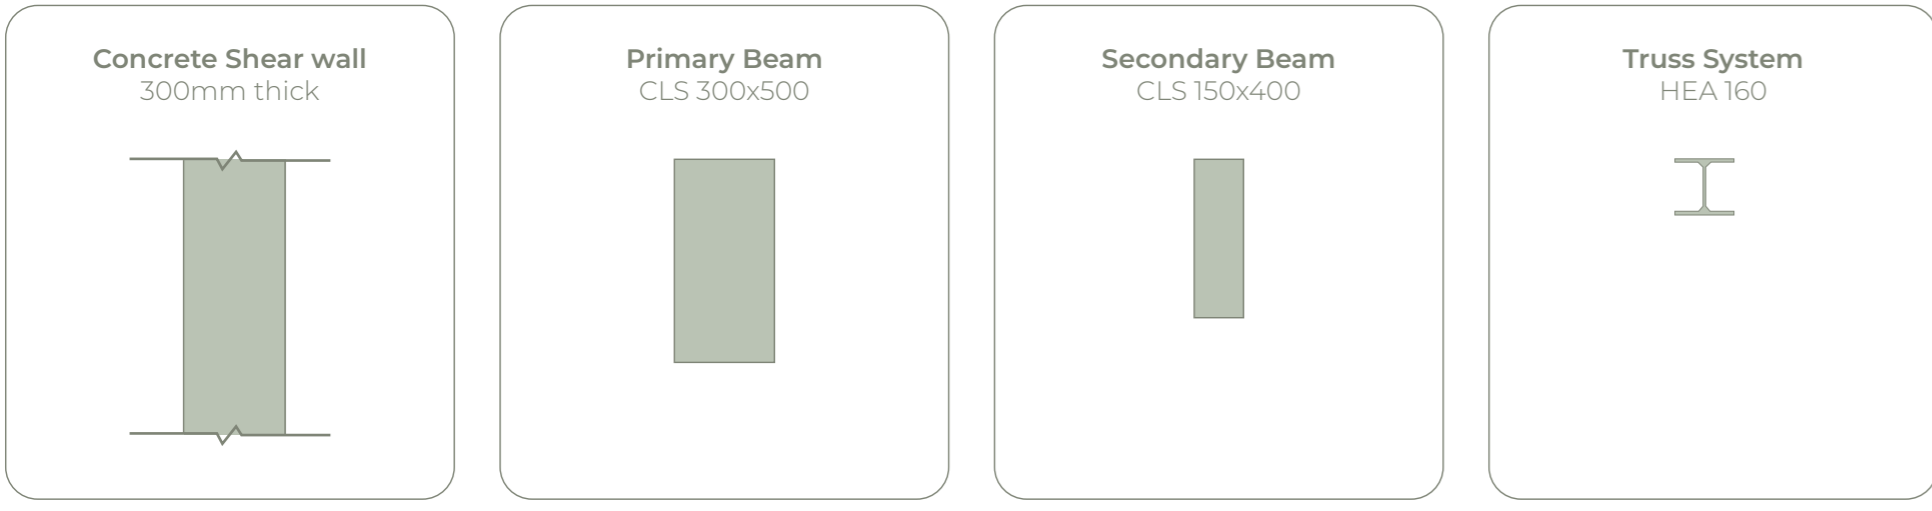 Concrete Shear wall
300mm thick
Primary Beam
CLS 300x500
Secondary Beam
CLS 150x400
Truss System
HEA 160